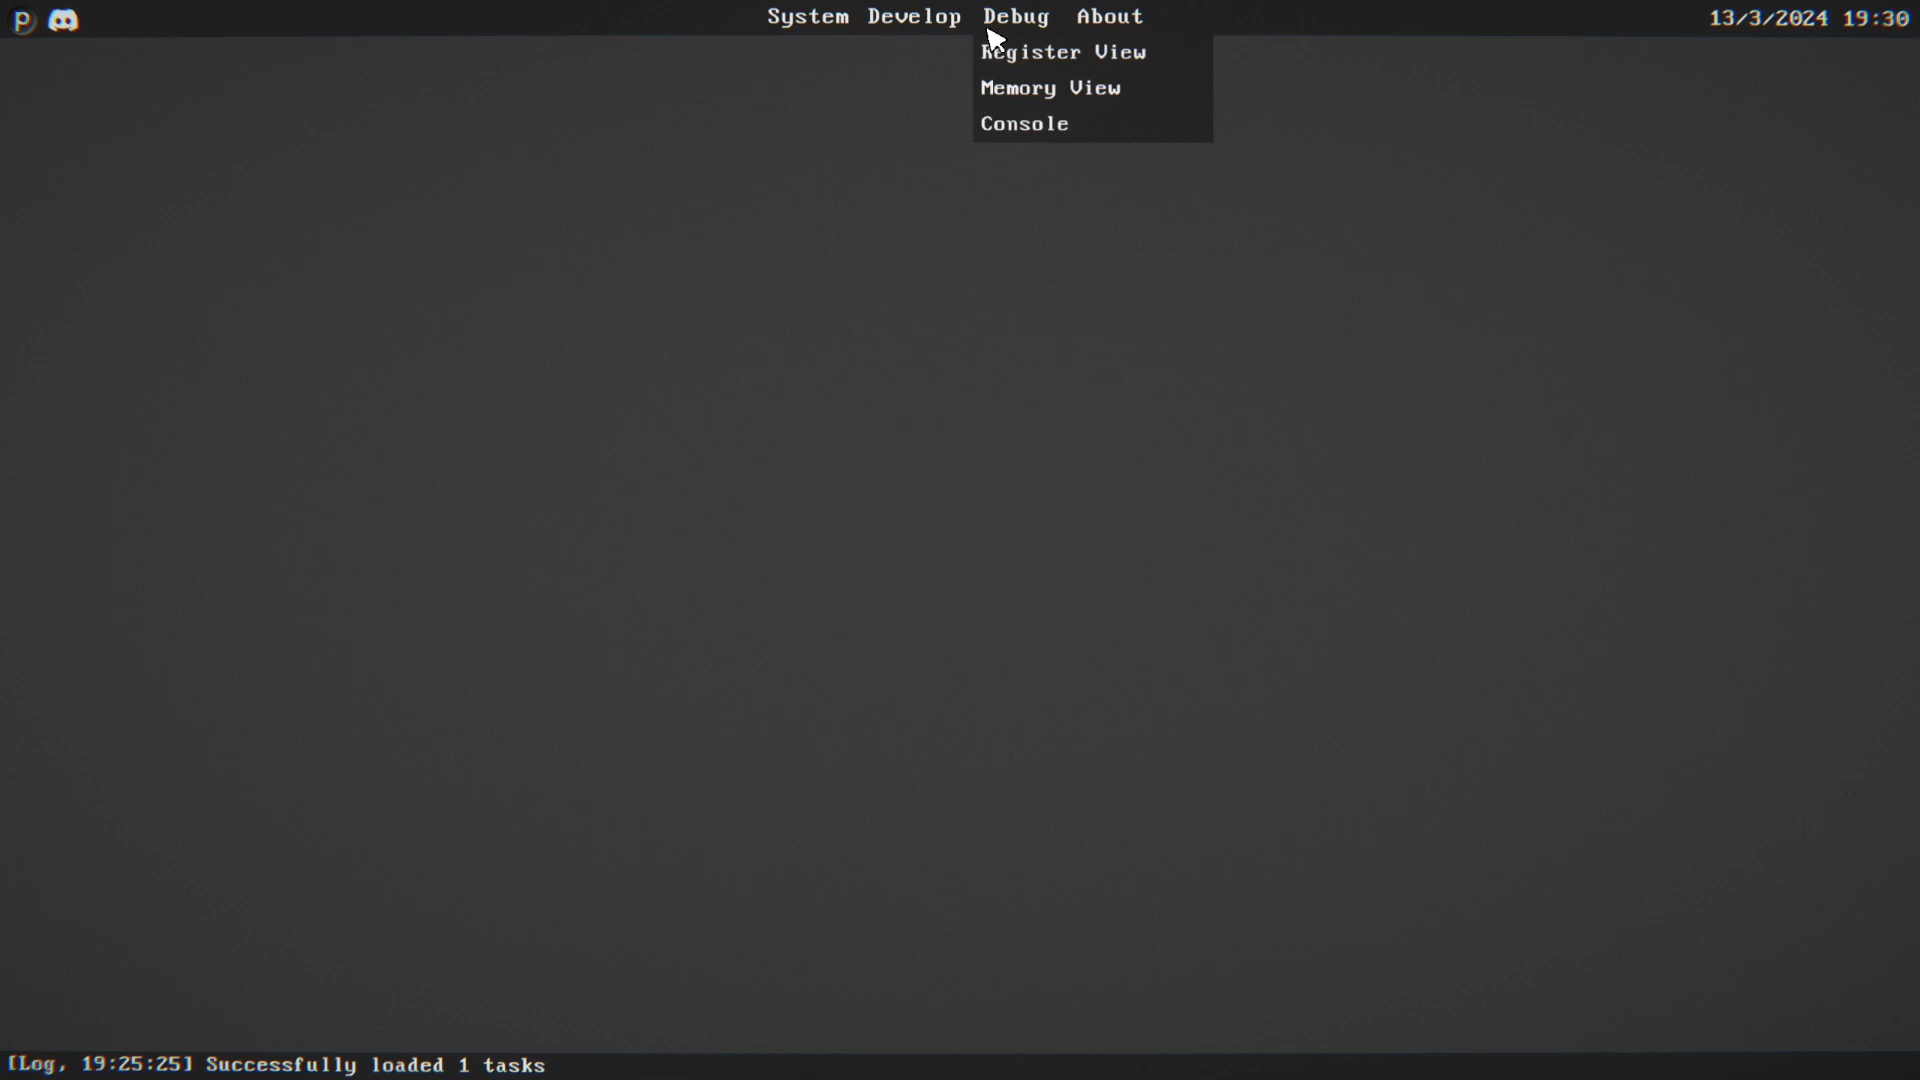 p
System Develop Debug About
13/3/2024 19:30
Register View
Memory View
Console
[Log, 19:25:25] Successfully loaded 1 tasks